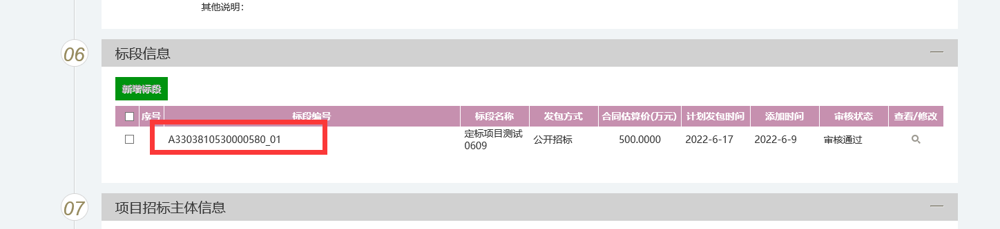 其他说明：
06
标段信息
新增标段
序号 标段编号 标段名称 发包方式 合同估算价(万元) 计划发包时间 添加时间 审核状态 查看/修改
A3303810530000580_01 定标项目测试0609 公开招标 500.0000 2022-6-17 2022-6-9 审核通过
07
项目招标主体信息